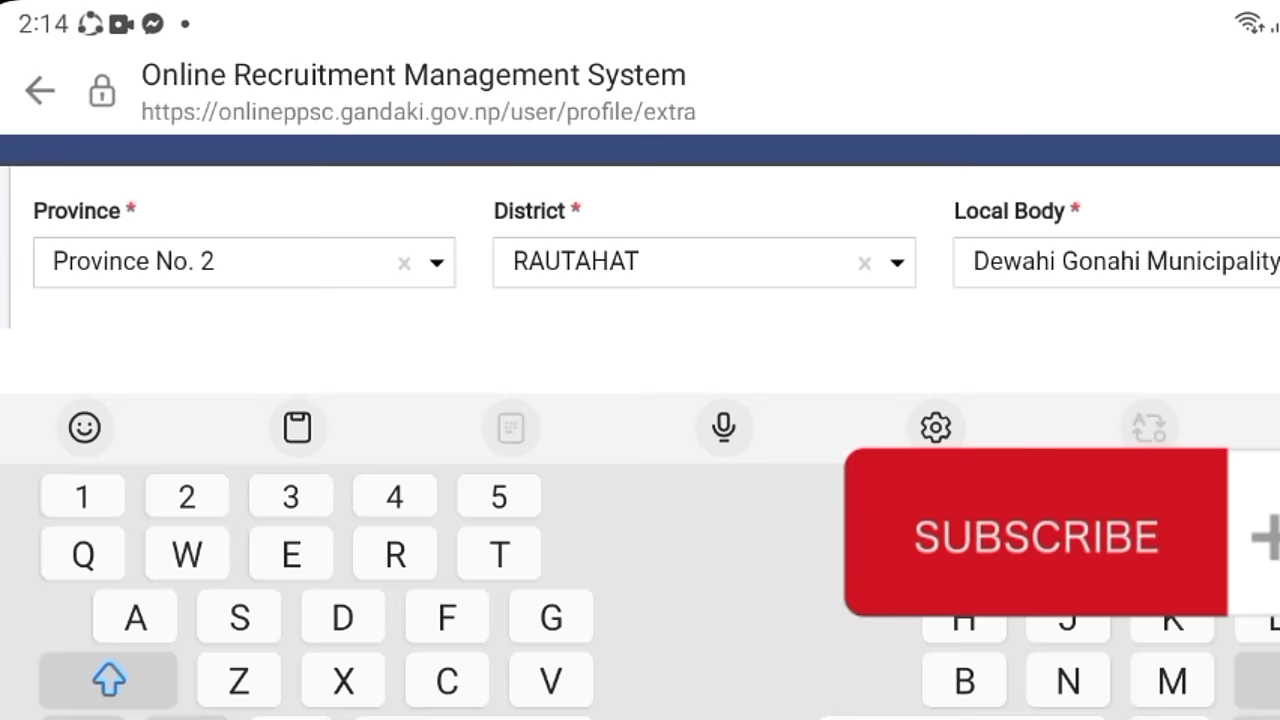 2:14
Online Recruitment Management System
https://onlineppsc.gandaki.gov.np/user/profile/extra
Province * District * Local Body *
Province No. 2 × RAUTAHAT × Dewahi Gonahi Municipality
1 2 3 4 5
Q W E R T
SUBSCRIBE +
A S D F G H J K
Z X C V B N M